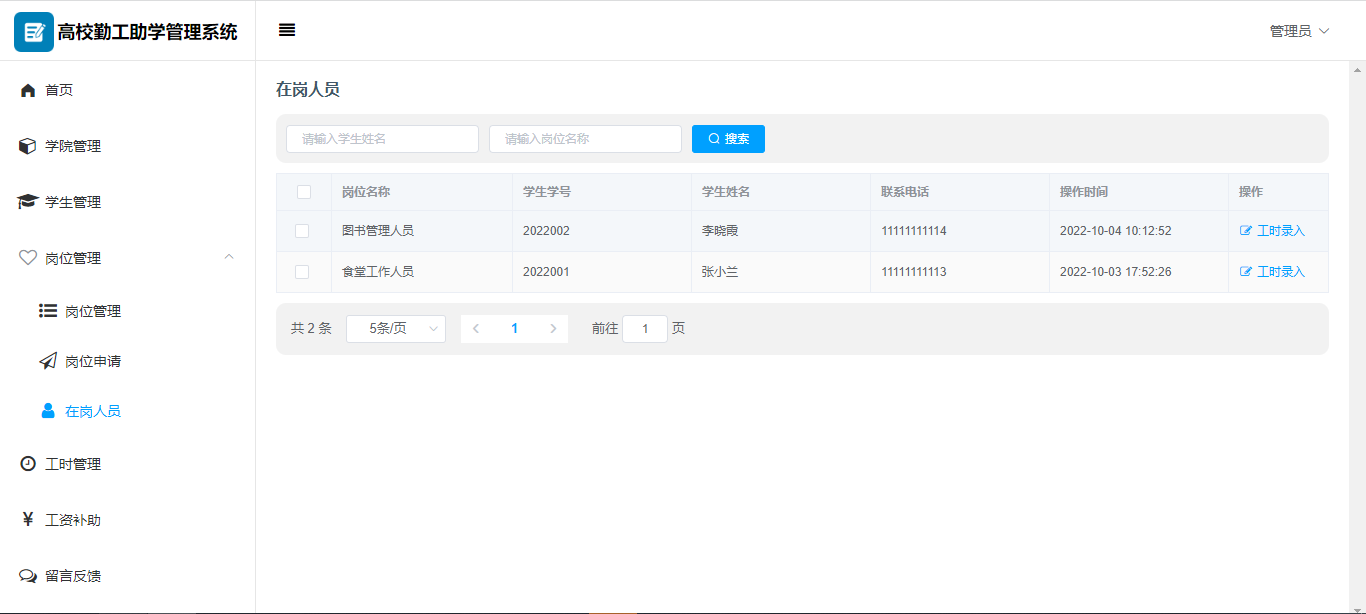 高校勤工助学管理系统
管理员
首页
学院管理
学生管理
岗位管理
岗位管理
岗位申请
在岗人员
工时管理
工资补助
留言反馈
在岗人员
请输入学生姓名 请输入岗位名称 搜索
岗位名称 学生学号 学生姓名 联系电话 操作时间 操作
图书管理人员 2022002 李晓霞 11111111114 2022-10-04 10:12:52 工时录入
食堂工作人员 2022001 张小兰 11111111113 2022-10-03 17:52:26 工时录入
共 2 条 5条/页 1 前往 1 页